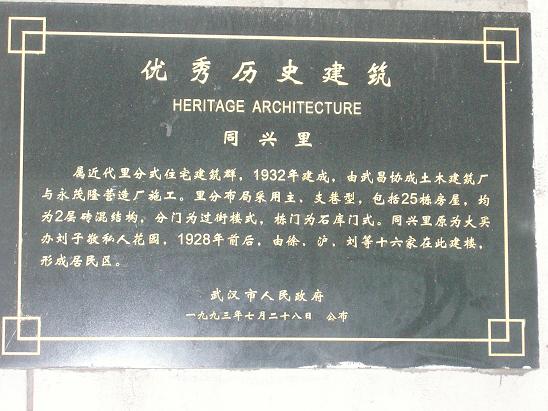 优秀历史建筑
HERITAGE ARCHITECTURE
同兴里
属近代里分式住宅建筑群，1932年建成，由武昌协成土木建筑厂
与永茂隆营造厂施工。里分布局采用主、支巷型，包括25栋房屋，均
为2层砖混结构，分门为过街楼式，栋门为石库门式。同兴里原为大买
办刘子敬私人花园，1928年前后，由徐、沪、刘等十六家在此建楼，
形成居民区。
武汉市人民政府
一九九三年七月二十八日 公布